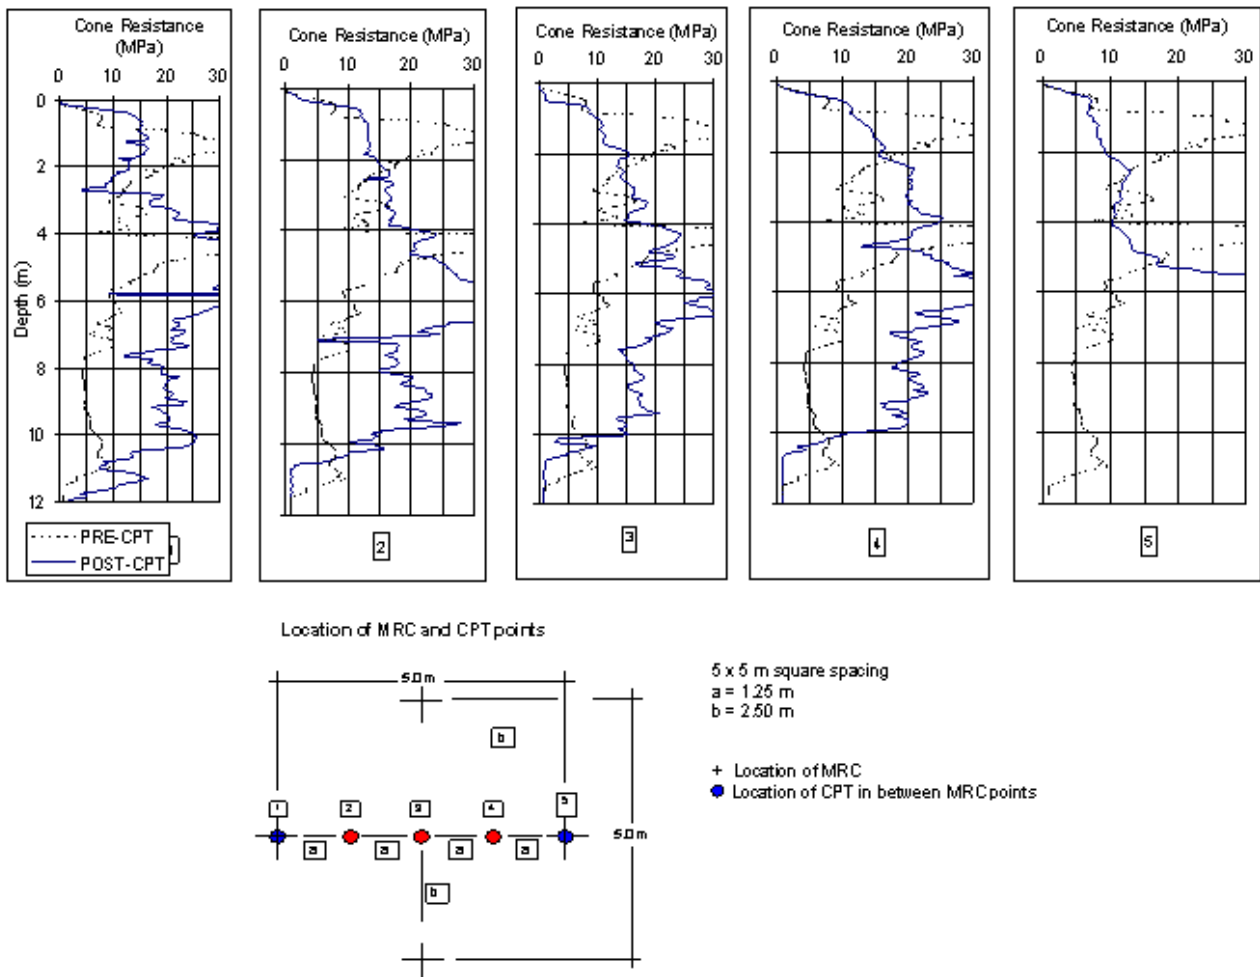 Cone Resistance
(MPa)
0 10 20 30
0
2
4
6
8
10
12
Depth (m)
PRE-CPT
POST-CPT
Cone Resistance (MPa)
0 10 20 30
2
Cone Resistance (MPa)
0 10 20 30
3
Cone Resistance (MPa)
0 10 20 30
4
Cone Resistance (MPa)
0 10 20 30
5
Location of MRC and CPT points
5.0 m
b
1 2 3 4 5
a a a a
5.0 m
b
5 x 5 m square spacing
a = 1.25 m
b = 2.50 m
+ Location of MRC
Location of CPT in between MRC points